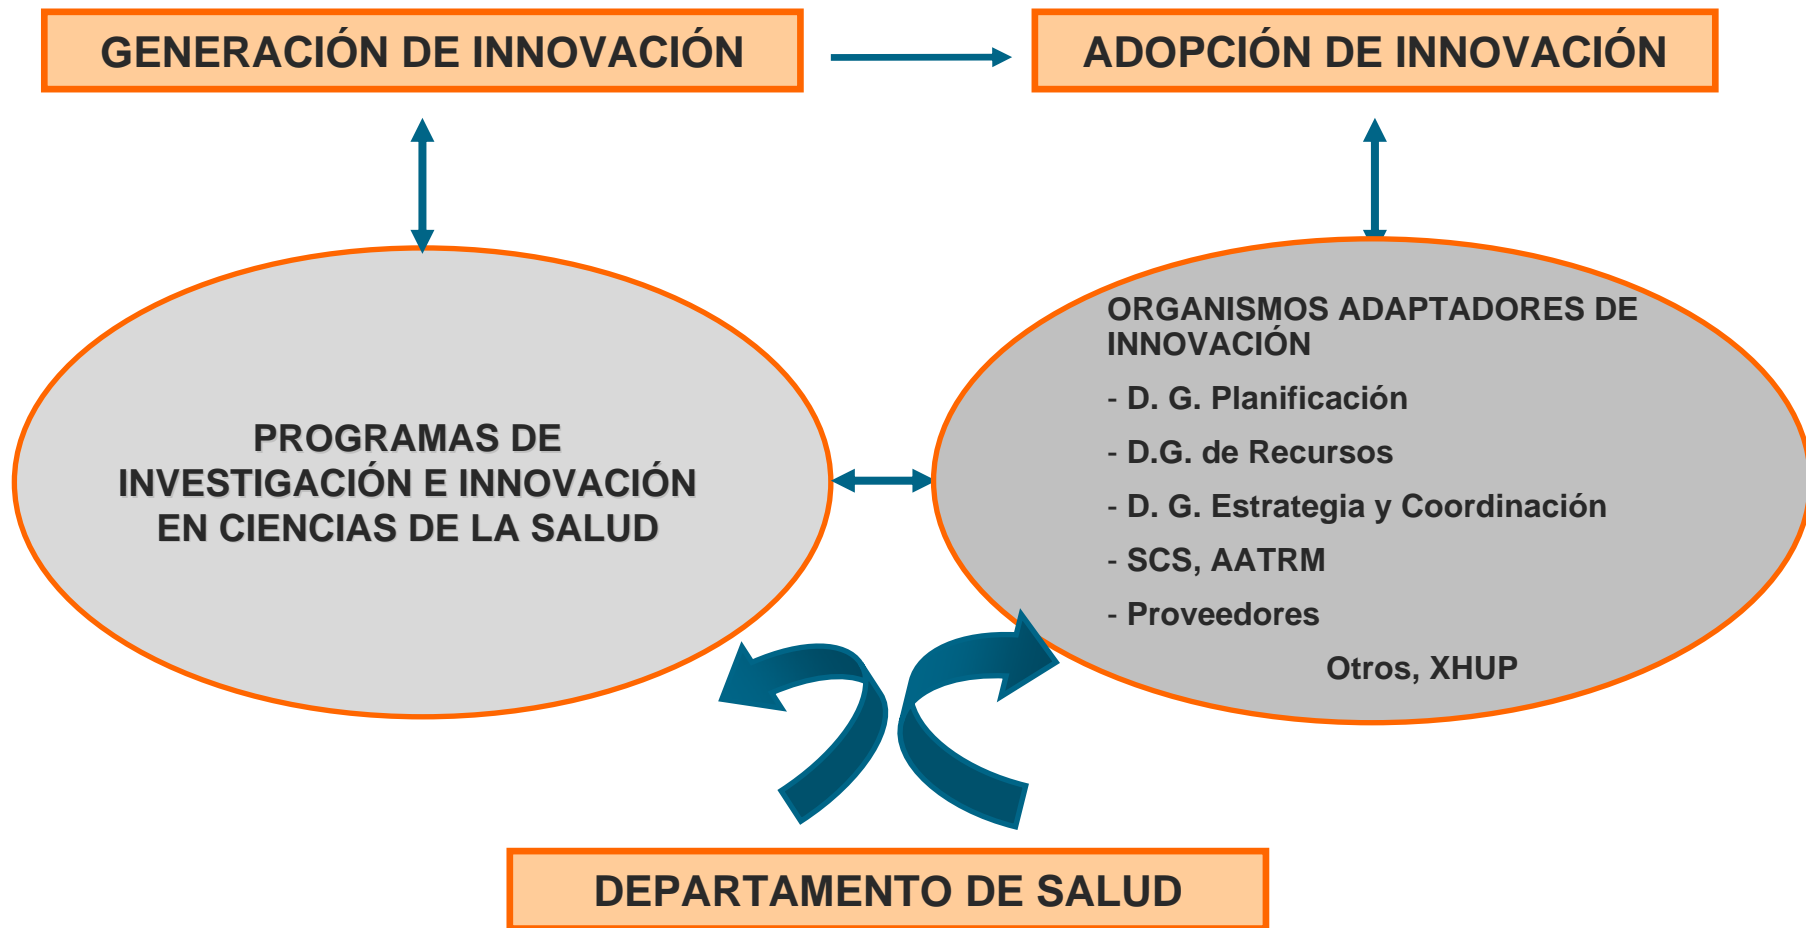 GENERACIÓN DE INNOVACIÓN
ADOPCIÓN DE INNOVACIÓN
PROGRAMAS DE
INVESTIGACIÓN E INNOVACIÓN
EN CIENCIAS DE LA SALUD
ORGANISMOS ADAPTADORES DE
INNOVACIÓN
- D. G. Planificación
- D.G. de Recursos
- D. G. Estrategia y Coordinación
- SCS, AATRM
- Proveedores
Otros, XHUP
DEPARTAMENTO DE SALUD